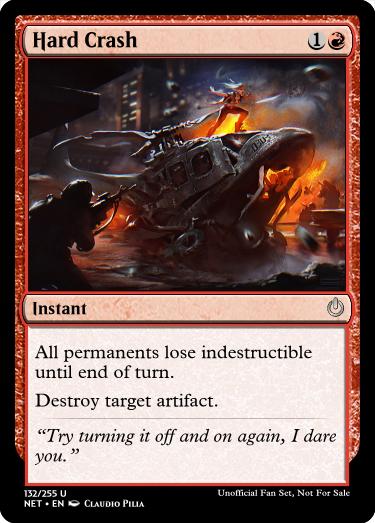 Hard Crash 1
Instant
All permanents lose indestructible
until end of turn.
Destroy target artifact.
“Try turning it off and on again, I dare
you.”
132/255 U
Unofficial Fan Set, Not For Sale
NET • EN Claudio Pilia